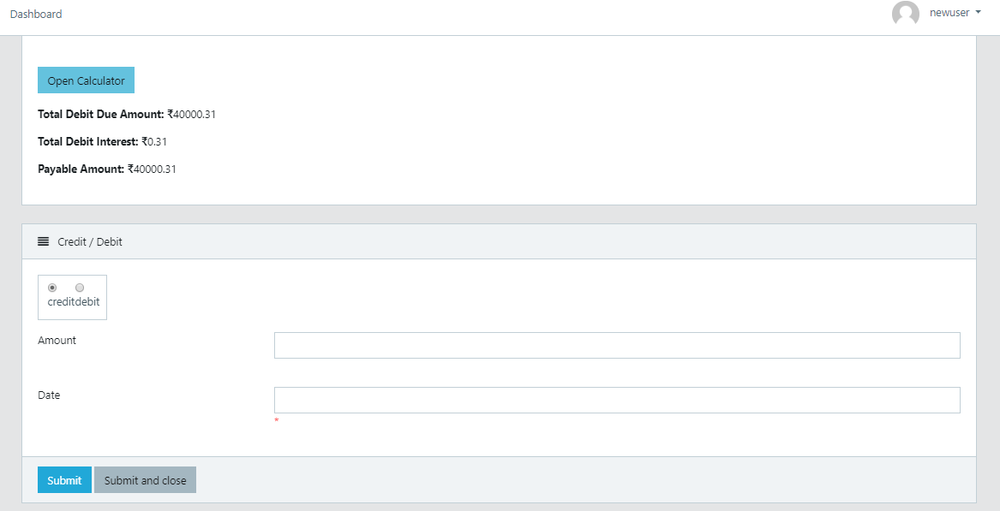 Dashboard
newuser
Open Calculator
Total Debit Due Amount: ₹40000.31
Total Debit Interest: ₹0.31
Payable Amount: ₹40000.31
Credit / Debit
creditdebit
Amount
Date
*
Submit Submit and close